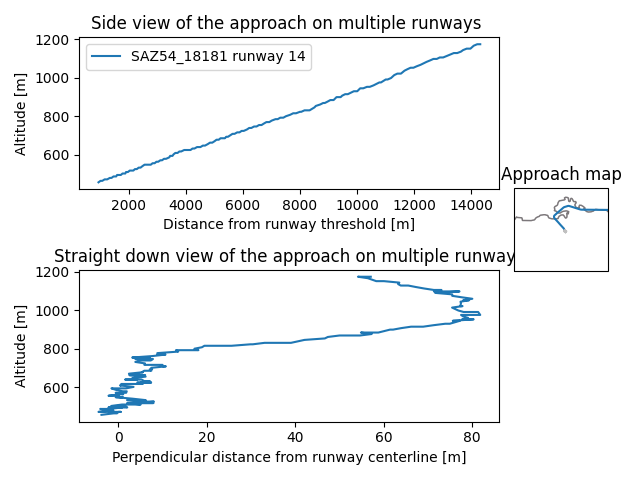 Side view of the approach on multiple runways
1200
1000
800
600
Altitude [m]
SAZ54_18181 runway 14
2000 4000 6000 8000 10000 12000 14000
Distance from runway threshold [m]
Approach map
Straight down view of the approach on multiple runway
1200
1000
800
600
Altitude [m]
0 20 40 60 80
Perpendicular distance from runway centerline [m]